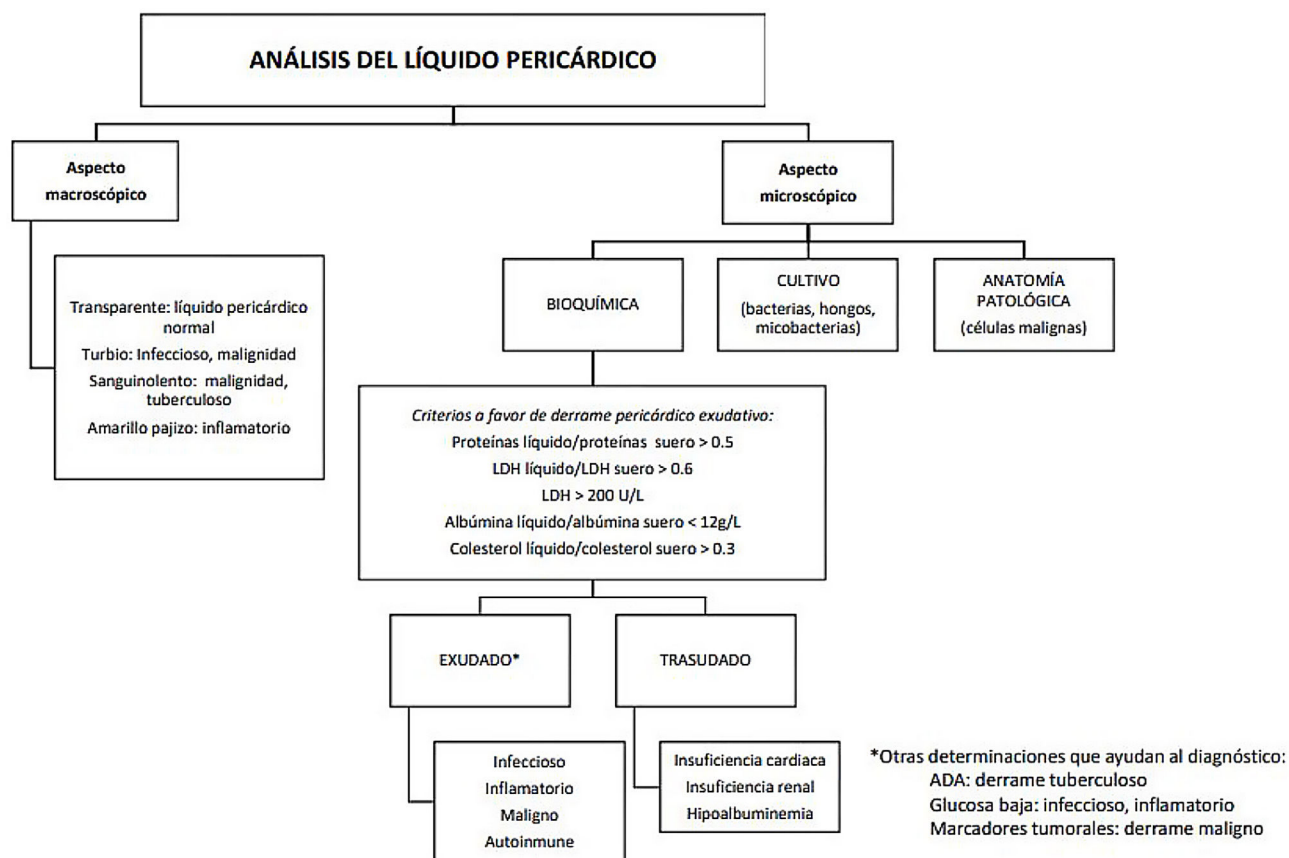 ANÁLISIS DEL LÍQUIDO PERICÁRDICO
Aspecto
macroscópico
Aspecto
microscópico
Transparente: líquido pericárdico
normal
Turbio: Infeccioso, malignidad
Sanguinolento: malignidad,
tuberculoso
Amarillo pajizo: inflamatorio
BIOQUÍMICA
CULTIVO
(bacterias, hongos,
micobacterias)
ANATOMÍA
PATOLÓGICA
(células malignas)
Criterios a favor de derrame pericárdico exudativo:
Proteínas líquido/proteínas suero > 0.5
LDH líquido/LDH suero > 0.6
LDH > 200 U/L
Albúmina líquido/albúmina suero < 12g/L
Colesterol líquido/colesterol suero > 0.3
EXUDADO*
TRASUDADO
Infeccioso
Inflamatorio
Maligno
Autoinmune
Insuficiencia cardiaca
Insuficiencia renal
Hipoalbuminemia
*Otras determinaciones que ayudan al diagnóstico:
ADA: derrame tuberculoso
Glucosa baja: infeccioso, inflamatorio
Marcadores tumorales: derrame maligno